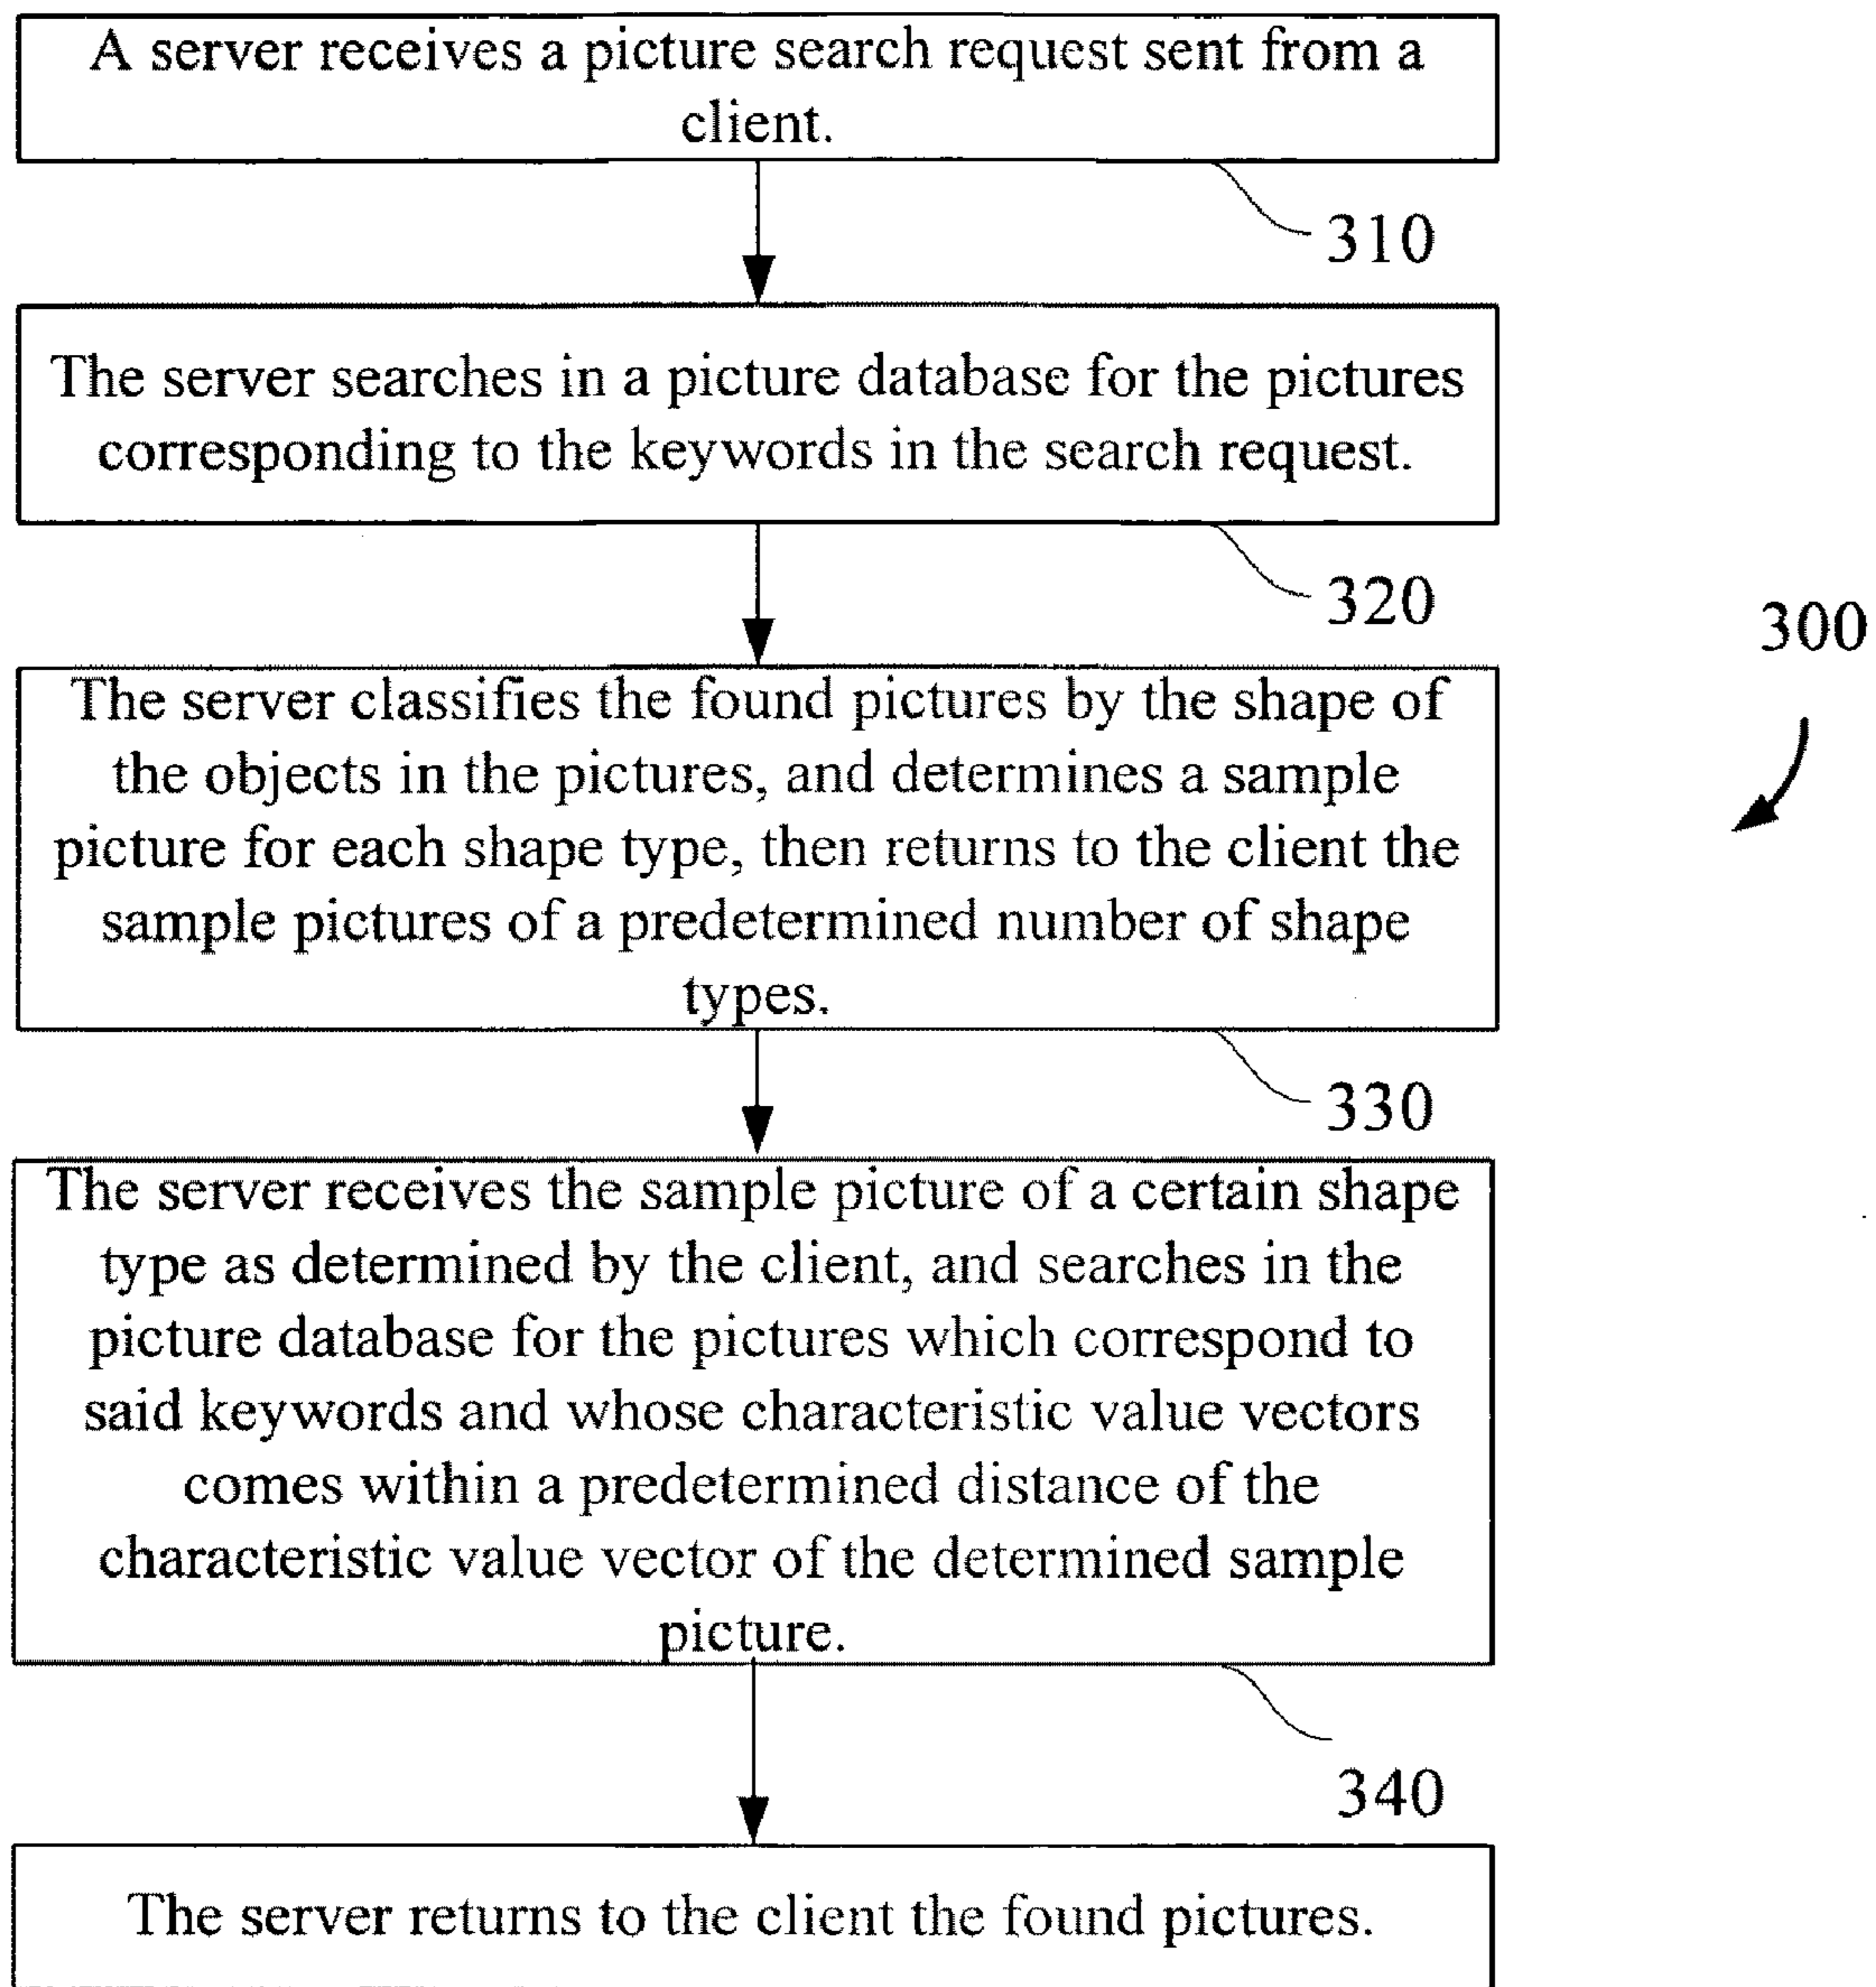 A server receives a picture search request sent from a
client.
310
The server searches in a picture database for the pictures
corresponding to the keywords in the search request.
320
300
The server classifies the found pictures by the shape of
the objects in the pictures, and determines a sample
picture for each shape type, then returns to the client the
sample pictures of a predetermined number of shape
types.
330
The server receives the sample picture of a certain shape
type as determined by the client, and searches in the
picture database for the pictures which correspond to
said keywords and whose characteristic value vectors
comes within a predetermined distance of the
characteristic value vector of the determined sample
picture.
340
The server returns to the client the found pictures.